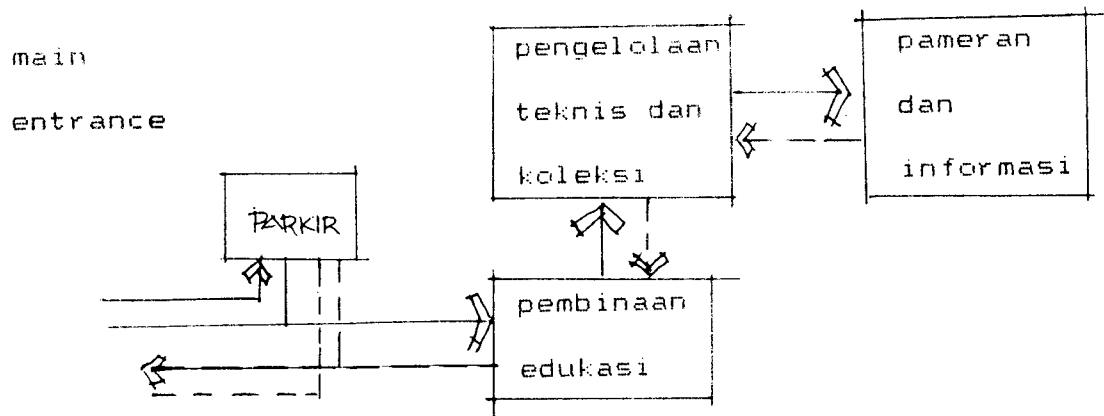 main
entrance
PARKIR
pengelolaan
teknis dan
koleksi
pameran
dan
informasi
pembinaan
edukasi